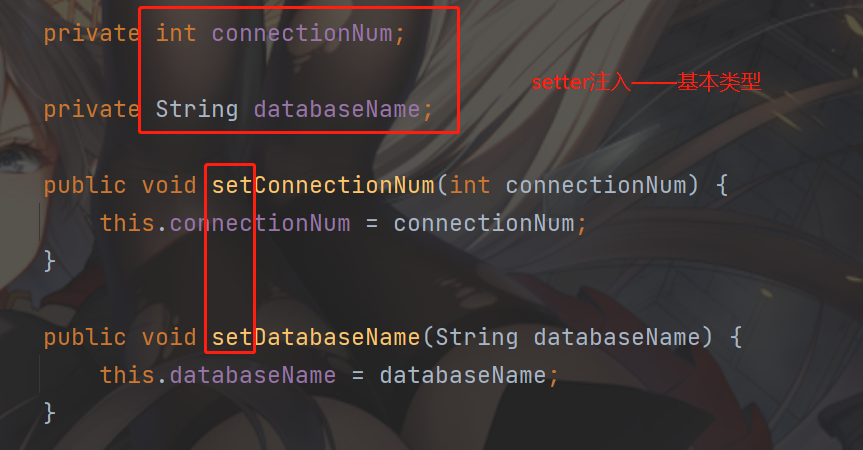 private int connectionNum;
setter注入——基本类型
private String databaseName;
public void setConnectionNum(int connectionNum) {
this.connectionNum = connectionNum;
}
public void setDatabaseName(String databaseName) {
this.databaseName = databaseName;
}